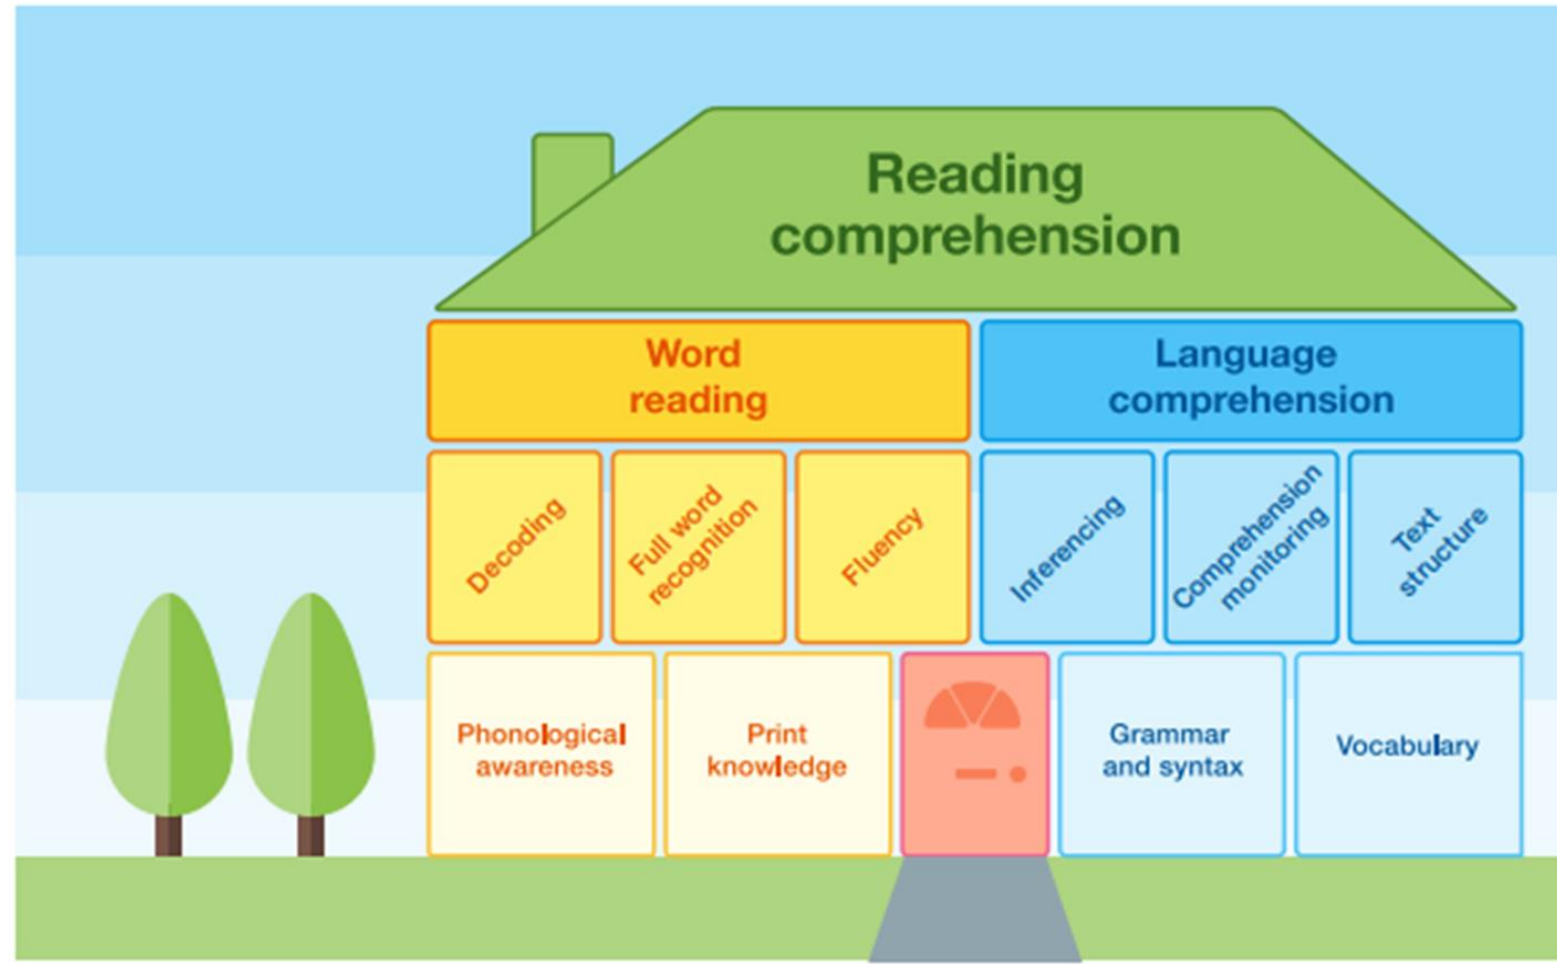 Reading
comprehension
Word
reading
Language
comprehension
Decoding
Full word
recognition
Fluency
Inferencing
Comprehension
monitoring
Text
structure
Phonological
awareness
Print
knowledge
Grammar
and syntax
Vocabulary